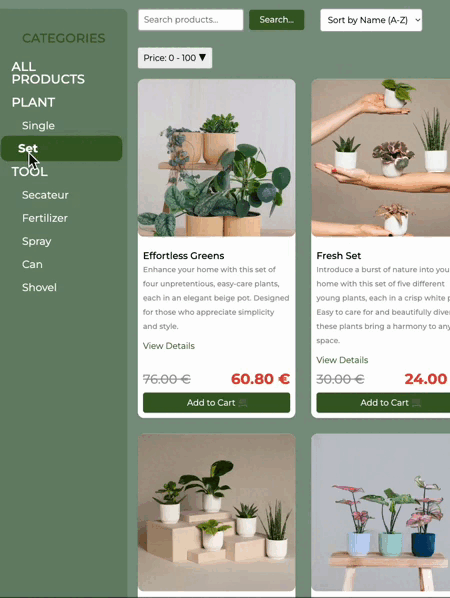 CATEGORIES
ALL
PRODUCTS
PLANT
Single
Set
TOOL
Secateur
Fertilizer
Spray
Can
Shovel
Search products...
Search...
Sort by Name (A-Z)
Price: 0 - 100 ▼
Effortless Greens
Enhance your home with this set of
four unpretentious, easy-care plants,
each in an elegant beige pot. Designed
for those who appreciate simplicity
and style.
View Details
76.00 €
60.80 €
Add to Cart
Fresh Set
Introduce a burst of nature into you
home with this set of five different
young plants, each in a crisp white p
Easy to care for and beautifully dive
these plants bring a harmony to any
space.
View Details
30.00 €
24.00
Add to Cart